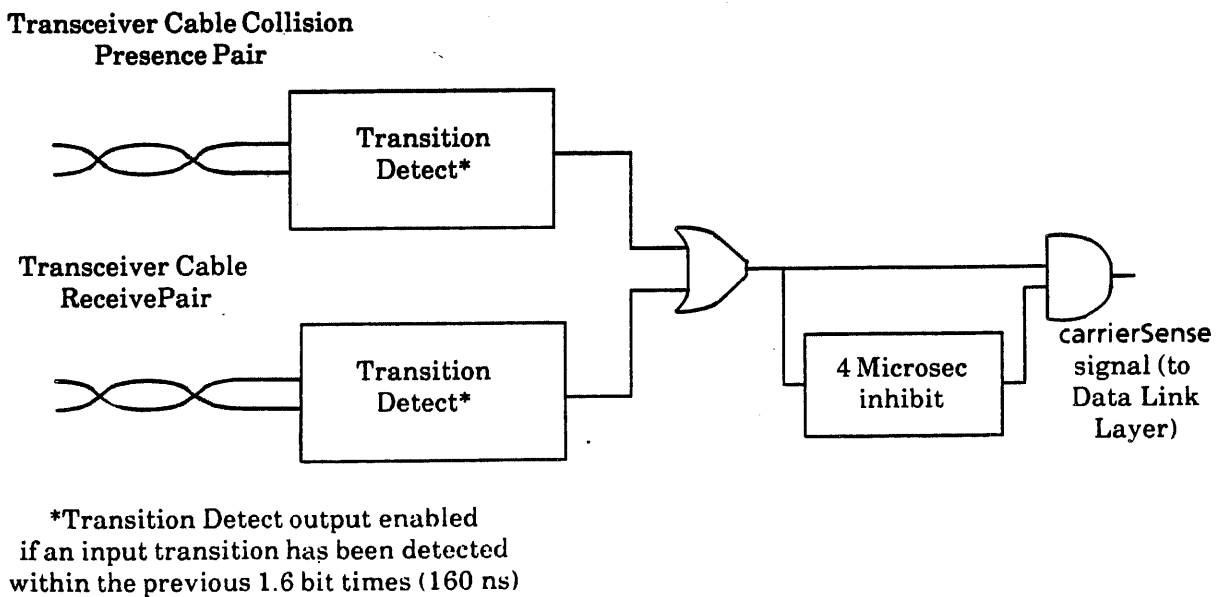 Transceiver Cable Collision
Presence Pair
Transition
Detect*
Transceiver Cable
ReceivePair
Transition
Detect*
4 Microsec
inhibit
carrierSense
signal (to
Data Link
Layer)
*Transition Detect output enabled
if an input transition has been detected
within the previous 1.6 bit times (160 ns)